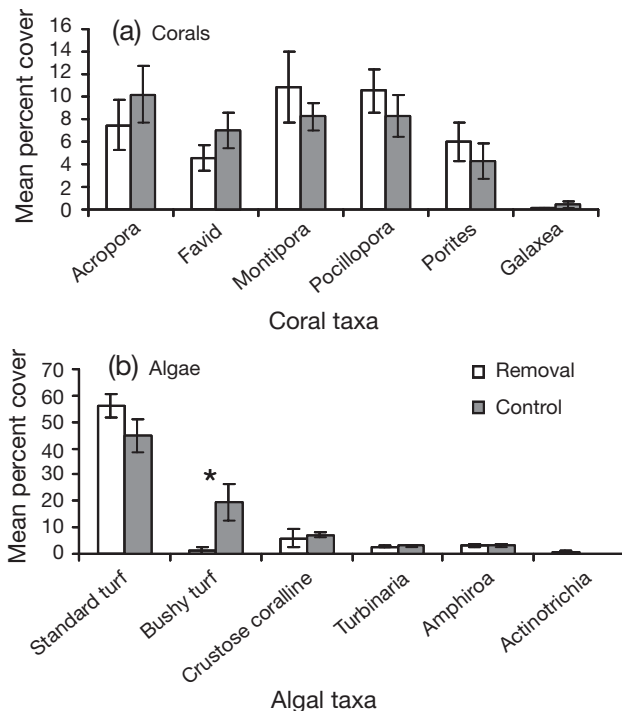 (a) Corals
Mean percent cover
16
14
12
10
8
6
4
2
0
Acropora
Favid
Montipora
Pocillopora
Porites
Galaxea
Coral taxa
(b) Algae
Removal
Control
Mean percent cover
70
60
50
40
30
20
10
0
*
Standard turf
Bushy turf
Crustose coralline
Turbinaria
Amphiroa
Actinotrichia
Algal taxa